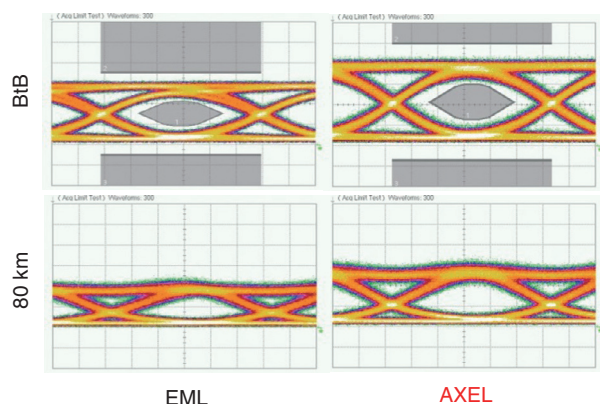 ( Acq Limit Test) Waveforms: 300
( Acq Limit Test) Waveforms: 300
BtB
( Acq Limit Test) Waveforms: 300
( Acq Limit Test) Waveforms: 300
80 km
EML
AXEL